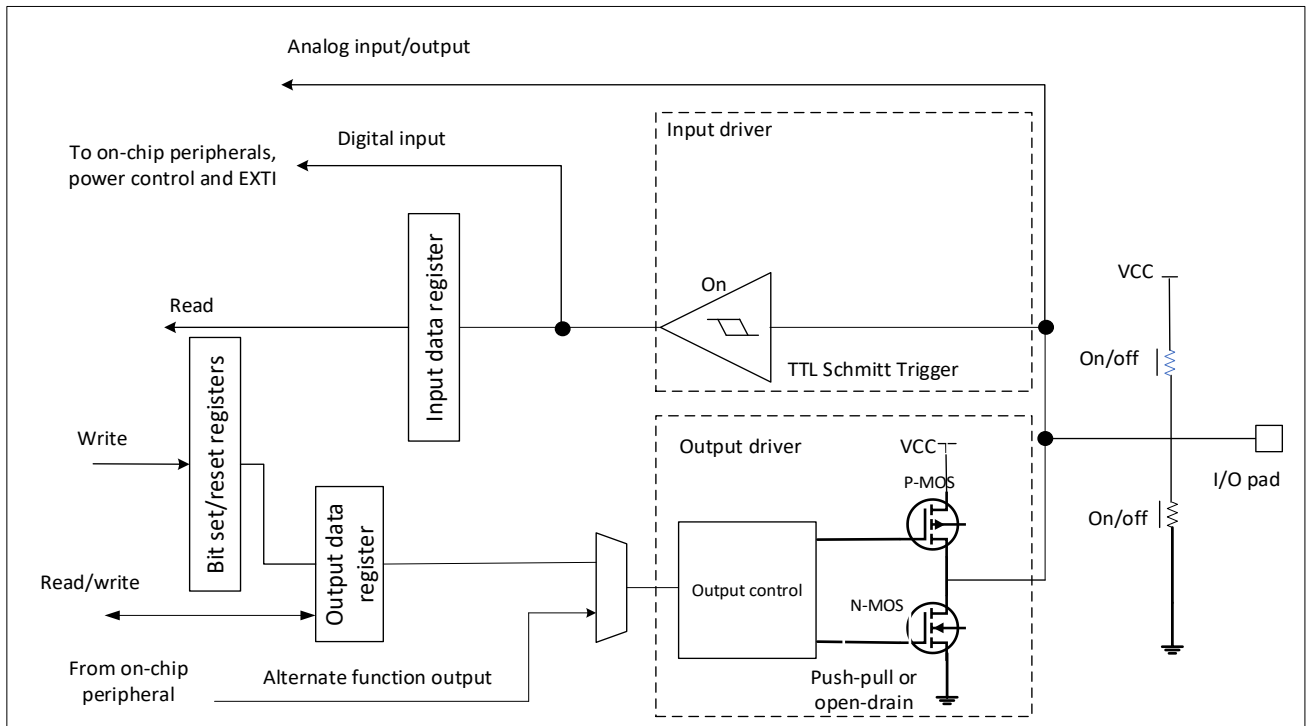 Analog input/output
Input driver
Digital input
To on-chip peripherals,
power control and EXTI
Input data register
On
VCC
Read
On/off
TTL Schmitt Trigger
Bit set/reset registers
Write
Output driver
VCC
P-MOS
I/O pad
Output data
register
On/off
Read/write
Output control
N-MOS
From on-chip
peripheral
Alternate function output
Push-pull or
open-drain